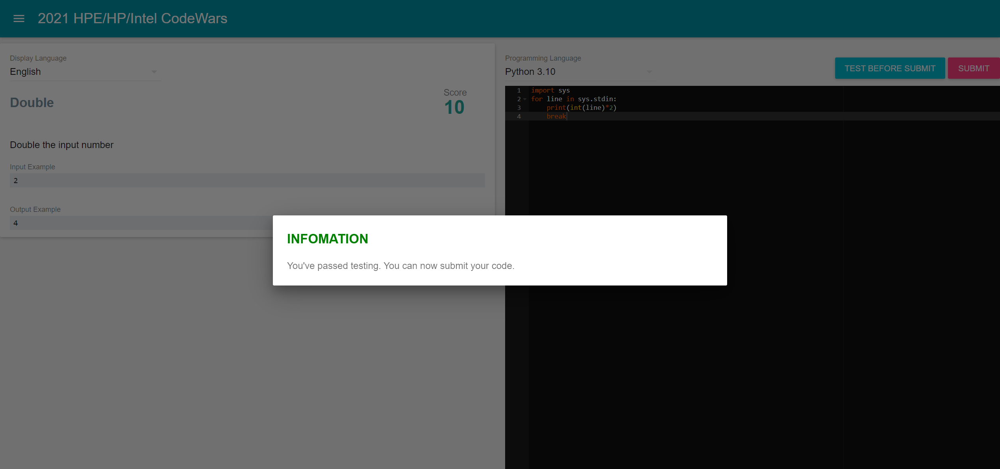 2021 HPE/HP/Intel CodeWars
Display Language
English
Double
Score
10
Double the input number
Input Example
2
Output Example
4
Programming Language
Python 3.10
TEST BEFORE SUBMIT
SUBMIT
1 import sys
2 for line in sys.stdin:
3     print(int(line)*2)
4     break
INFOMATION
You've passed testing. You can now submit your code.